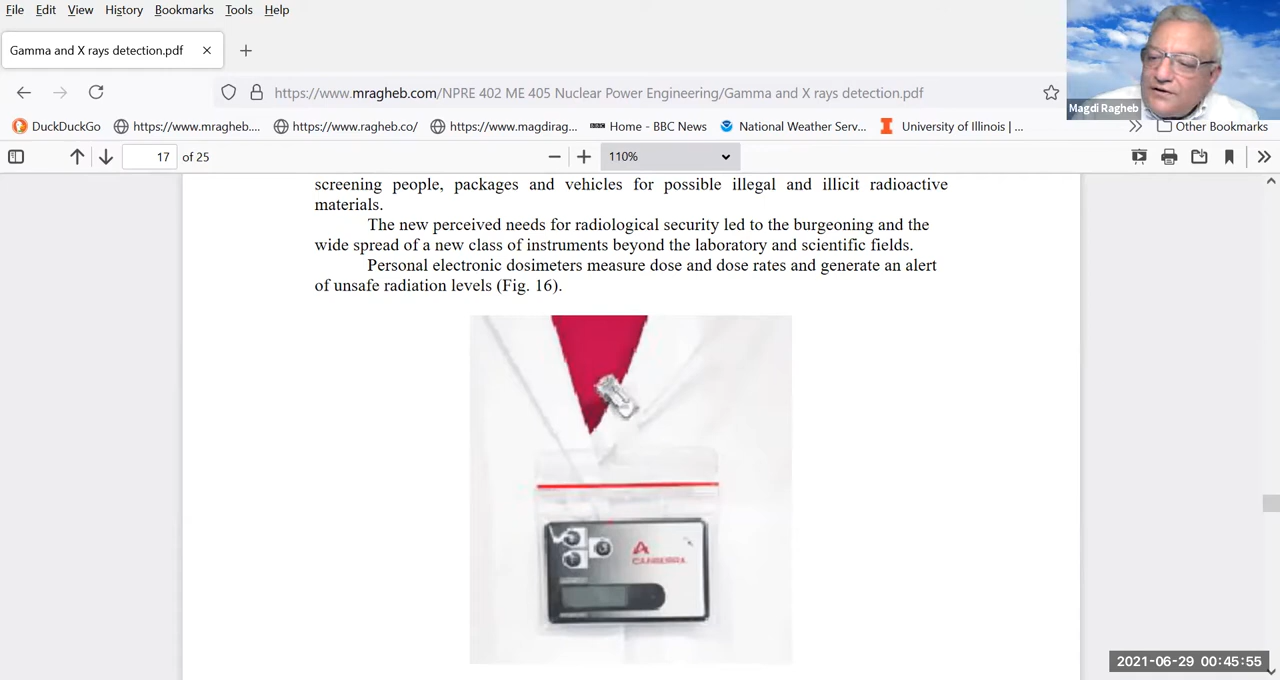 File Edit View History Bookmarks Tools Help
Gamma and X rays detection.pdf
https://www.mragheb.com/NPRE 402 ME 405 Nuclear Power Engineering/Gamma and X rays detection.pdf
Magdi Ragheb
DuckDuckGo https://www.mragheb.... https://www.ragheb.co/ https://www.magdirag... BBC Home - BBC News National Weather Serv... University of Illinois | ... Other Bookmarks
17 of 25 110%
screening people, packages and vehicles for possible illegal and illicit radioactive
materials.
The new perceived needs for radiological security led to the burgeoning and the
wide spread of a new class of instruments beyond the laboratory and scientific fields.
Personal electronic dosimeters measure dose and dose rates and generate an alert
of unsafe radiation levels (Fig. 16).
CANBERRA
2021-06-29 00:45:55